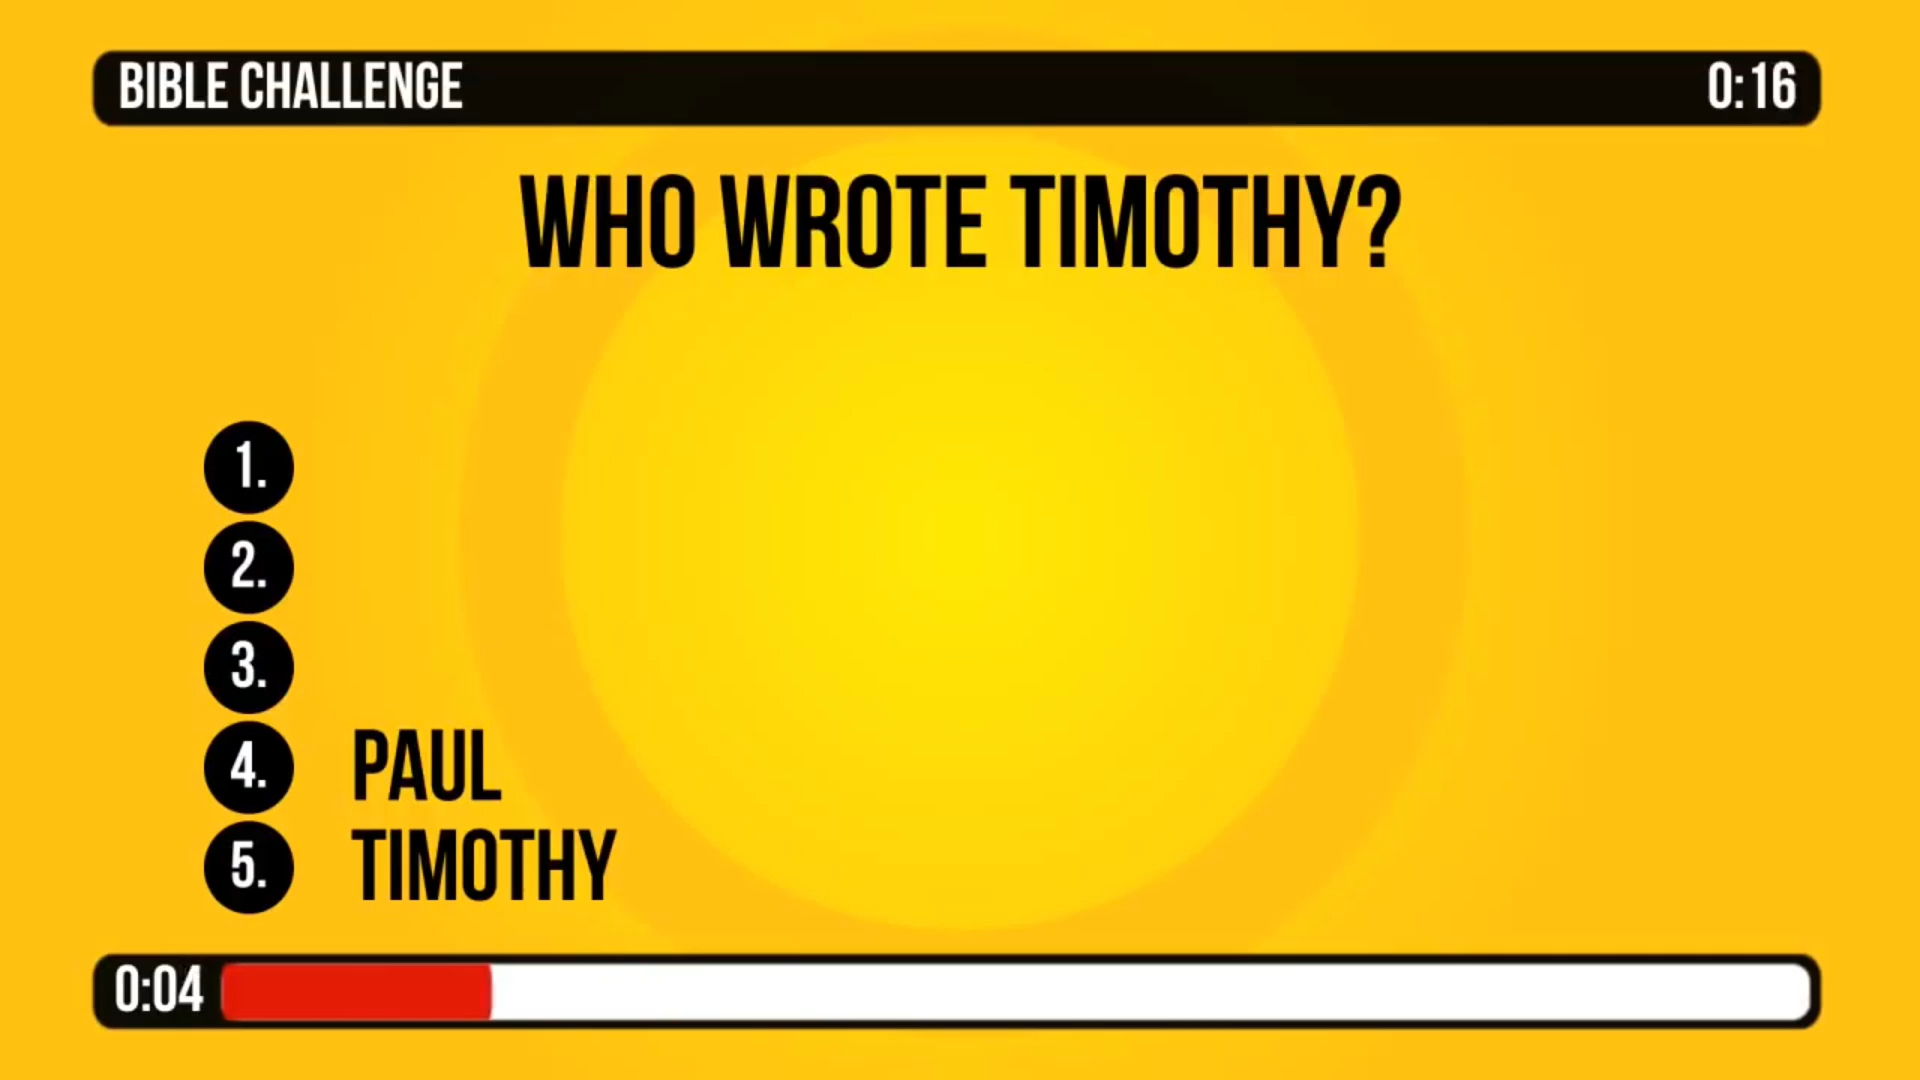 BIBLE CHALLENGE 0:16
WHO WROTE TIMOTHY?
1.
2.
3.
4. PAUL
5. TIMOTHY
0:04